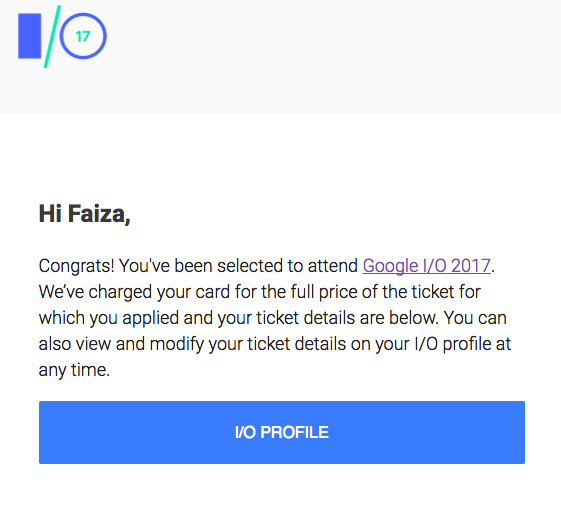 I/O 17
Hi Faiza,
Congrats! You've been selected to attend Google I/O 2017.
We've charged your card for the full price of the ticket for
which you applied and your ticket details are below. You can
also view and modify your ticket details on your I/O profile at
any time.
I/O PROFILE